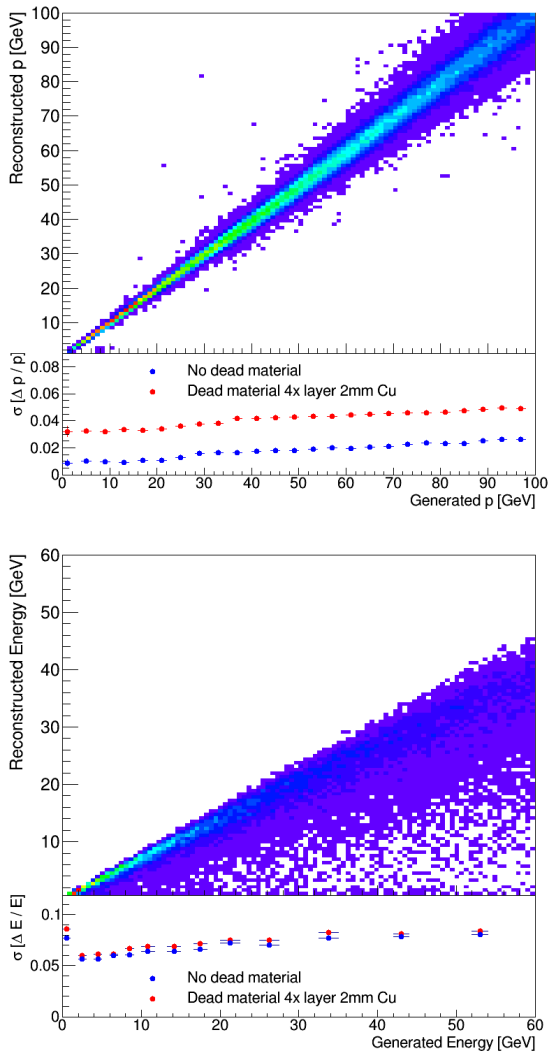 Reconstructed p [GeV]
100
90
80
70
60
50
40
30
20
10
σ [Δ p / p]
0.08
0.06
0.04
0.02
0
No dead material
Dead material 4x layer 2mm Cu
0 10 20 30 40 50 60 70 80 90 100
Generated p [GeV]
Reconstructed Energy [GeV]
60
50
40
30
20
10
σ [Δ E / E]
0.1
0.05
0
No dead material
Dead material 4x layer 2mm Cu
0 10 20 30 40 50 60
Generated Energy [GeV]